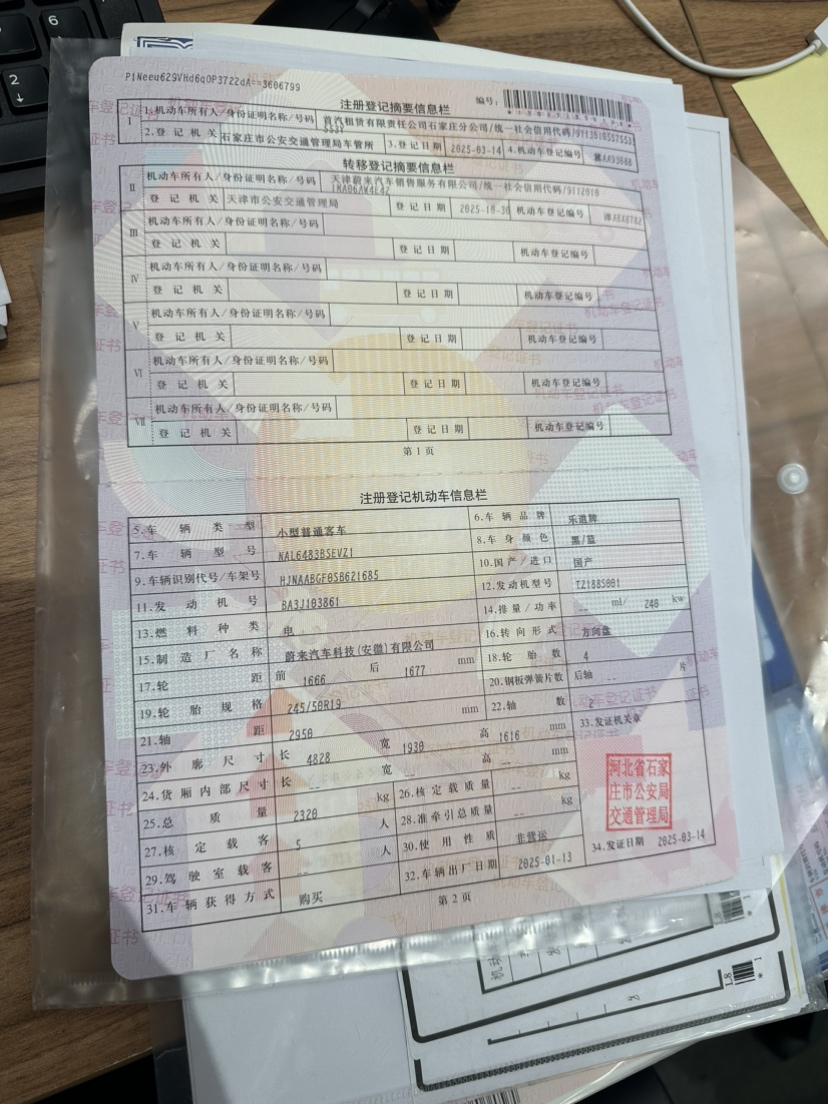 P1Neeu629VHd6qOP3722dA==3606799
注册登记摘要信息栏
编号:
I
1.机动车所有人/身份证明名称/号码
首汽租赁有限责任公司石家庄分公司/统一社会信用代码/
2.登记机关 石家庄市公安交通管理局车管所 3.登记日期 2025-03-14 4.机动车登记编号
转移登记摘要信息栏
II
机动车所有人/身份证明名称/号码
天津蔚来汽车销售服务有限公司/统一社会信用代码/
登记机关 天津市公安交通管理局 登记日期 2025-10-30 机动车登记编号
III
机动车所有人/身份证明名称/号码
登记机关 登记日期 机动车登记编号
IV
机动车所有人/身份证明名称/号码
登记机关 登记日期 机动车登记编号
V
机动车所有人/身份证明名称/号码
登记机关 登记日期 机动车登记编号
VI
机动车所有人/身份证明名称/号码
登记机关 登记日期 机动车登记编号
VII
机动车所有人/身份证明名称/号码
登记机关 登记日期 机动车登记编号
第1页
注册登记机动车信息栏
5.车辆类型 小型普通客车 6.车辆品牌 乐道牌
7.车辆型号 NAL6483BSEVZ1 8.车身颜色 黑/蓝
9.车辆识别代号/车架号 HJNAABGF0SB621685 10.国产/进口 国产
11.发动机号 BA3J103861 12.发动机型号 TZ188S001
13.燃料种类 电 14.排量/功率 -- ml/ 240 kw
15.制造厂名称 蔚来汽车科技(安徽)有限公司 16.转向形式 方向盘
17.轮距 前 1666 后 1677 mm 18.轮胎数 4
19.轮胎规格 245/50R19 20.钢板弹簧片数 后轴 -- 片
21.轴距 2950 mm 22.轴数 2
23.外廓尺寸 长 4828 宽 1930 高 1616 mm 33.发证机关章
24.货厢内部尺寸 长 -- 宽 -- 高 -- mm
25.总质量 2320 kg 26.核定载质量 -- kg
27.核定载客 5 人 28.准牵引总质量 -- kg
29.驾驶室载客 -- 人 30.使用性质 非营运
31.车辆获得方式 购买 32.车辆出厂日期 2025-01-13
河北省石家
庄市公安局
交通管理局
34.发证日期 2025-03-14
第2页